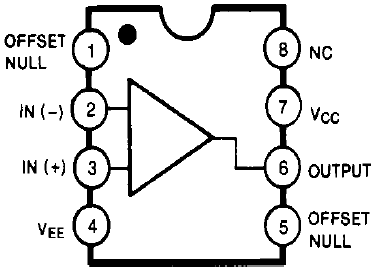 OFFSET
NULL
1
8
NC
IN (-)
2
7
VCC
IN (+)
3
6
OUTPUT
VEE
4
5
OFFSET
NULL